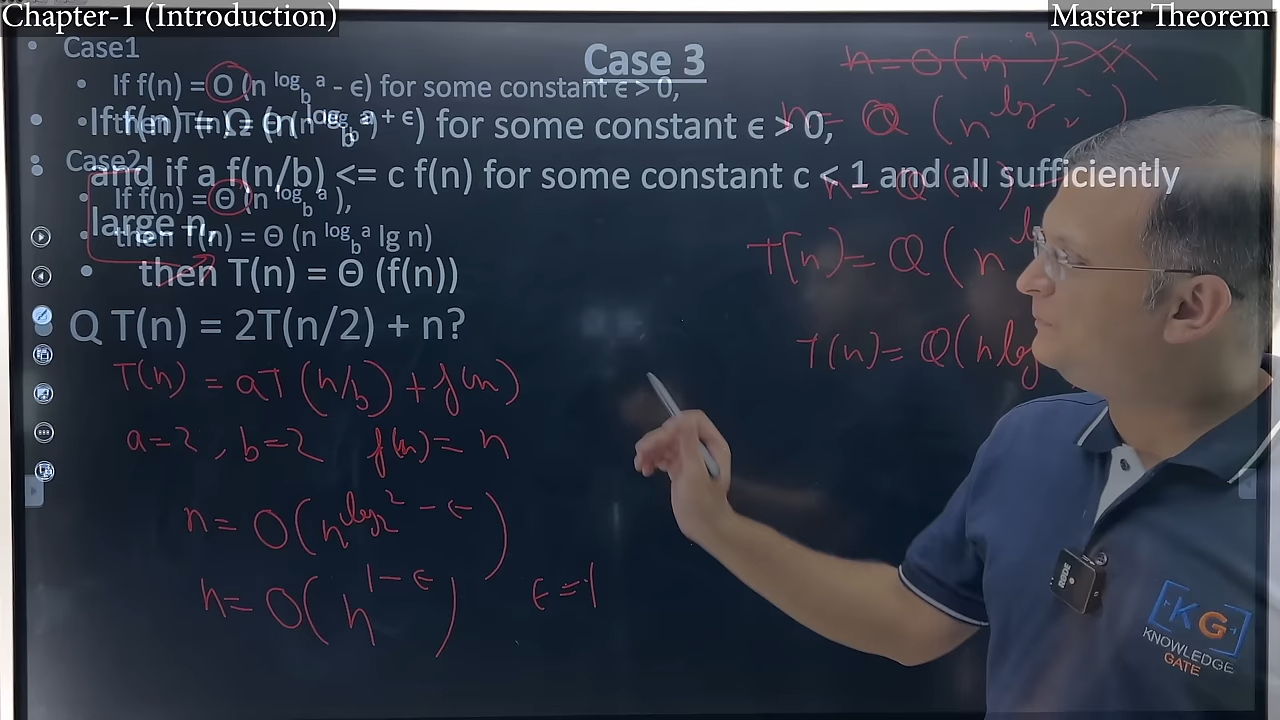 Chapter-1 (Introduction)
Master Theorem
Case1
If f(n) = O (n log_b a - ϵ) for some constant ϵ > 0,
Case2
If f(n) = Θ (n log_b a ),
then T(n) = Θ (n log_b a lg n)
Case 3
If f(n) = Ω (n log_b a + ϵ) for some constant ϵ > 0,
and if a f(n/b) <= c f(n) for some constant c < 1 and all sufficiently
large n,
then T(n) = Θ (f(n))
Q T(n) = 2T(n/2) + n?
T(n) = aT(n/b) + f(n)
a=2, b=2 f(n) = n
n = O(n^log_2 2 - ϵ)
n = O(n^1-ϵ) ϵ=1
T(n) =
T(n) =
RODE
KG
KNOWLEDGE
GATE